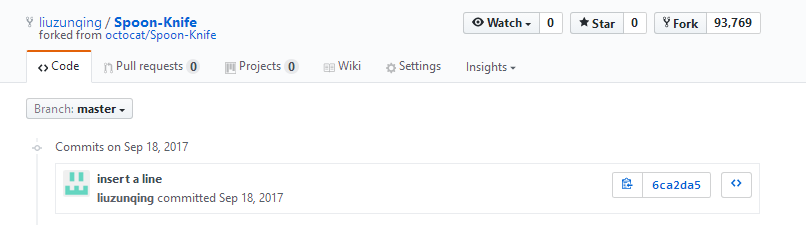 liuzunqing / Spoon-Knife
forked from octocat/Spoon-Knife
Watch 0 Star 0 Fork 93,769
Code Pull requests 0 Projects 0 Wiki Settings Insights
Branch: master
Commits on Sep 18, 2017
insert a line
liuzunqing committed Sep 18, 2017
6ca2da5